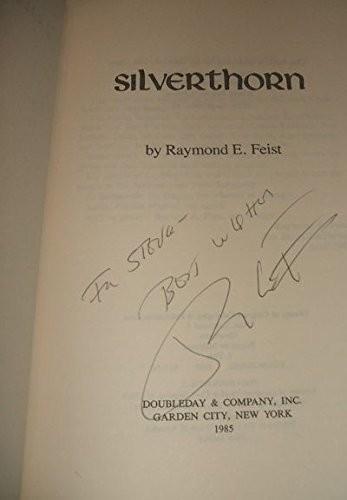 SILVERTHORN
by Raymond E. Feist
For STEVE-
BEST WISHES
DOUBLEDAY & COMPANY, INC.
GARDEN CITY, NEW YORK
1985